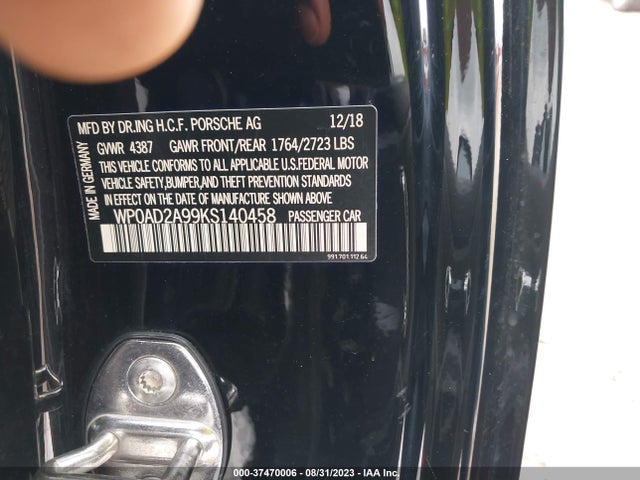 MFD BY DR.ING H.C.F. PORSCHE AG 12/18
GVWR 4387 GAWR FRONT/REAR 1764/2723 LBS
THIS VEHICLE CONFORMS TO ALL APPLICABLE U.S.FEDERAL MOTOR
VEHICLE SAFETY,BUMPER,AND THEFT PREVENTION STANDARDS
IN EFFECT ON THE DATE OF MANUFACTURE SHOWN ABOVE
WP0AD2A99KS140458 PASSENGER CAR
991.701.112.64
MADE IN GERMANY
000-37470006 - 08/31/2023 - IAA Inc.